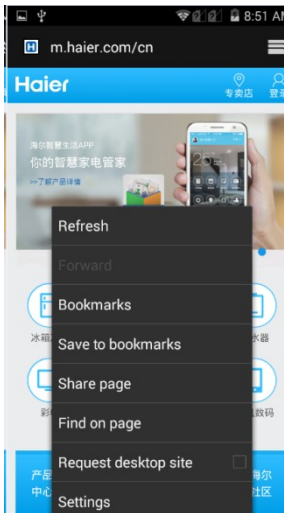 8:51 AM
m.haier.com/cn
Haier
专卖店
登录
海尔智慧生活APP
你的智慧家电管家
>>了解产品详情
Refresh
Forward
Bookmarks
Save to bookmarks
Share page
Find on page
Request desktop site
Settings
冰箱
水器
彩
数码
产品
中心
海尔
社区